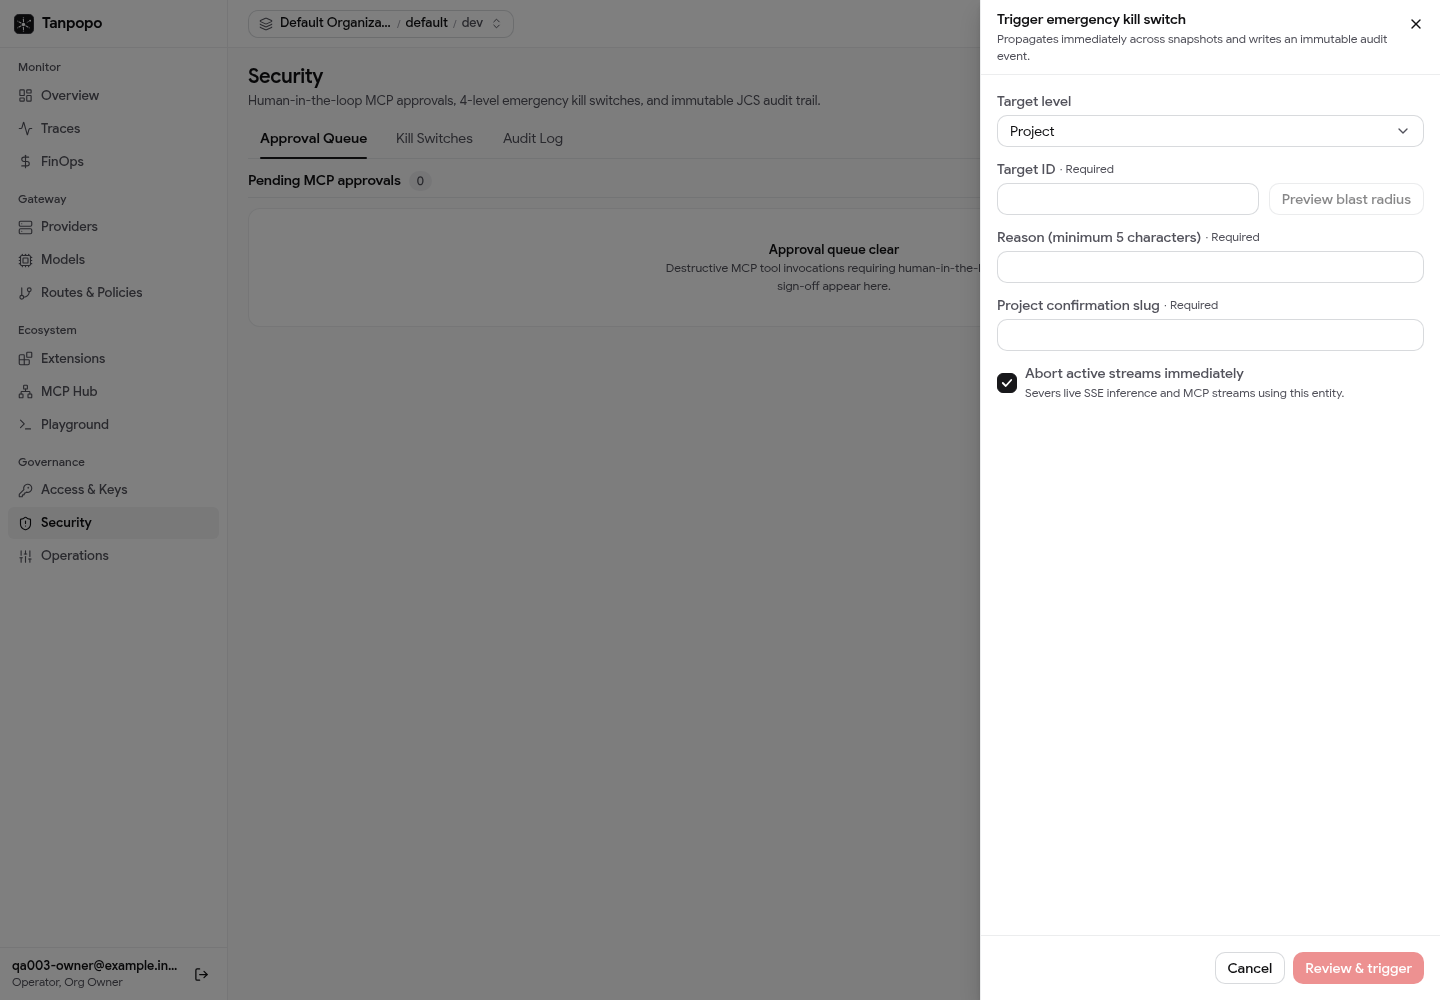 Tanpopo
Monitor
Overview
Traces
FinOps
Gateway
Providers
Models
Routes & Policies
Ecosystem
Extensions
MCP Hub
Playground
Governance
Access & Keys
Security
Operations
qa003-owner@example.in...
Operator, Org Owner
Default Organiza... / default / dev
Security
Human-in-the-loop MCP approvals, 4-level emergency kill switches, and immutable JCS audit trail.
Approval Queue Kill Switches Audit Log
Pending MCP approvals 0
Approval queue clear
Destructive MCP tool invocations requiring human-in-the-l
sign-off appear here.
Trigger emergency kill switch
Propagates immediately across snapshots and writes an immutable audit
event.
Target level
Project
Target ID · Required
Preview blast radius
Reason (minimum 5 characters) · Required
Project confirmation slug · Required
Abort active streams immediately
Severs live SSE inference and MCP streams using this entity.
Cancel Review & trigger